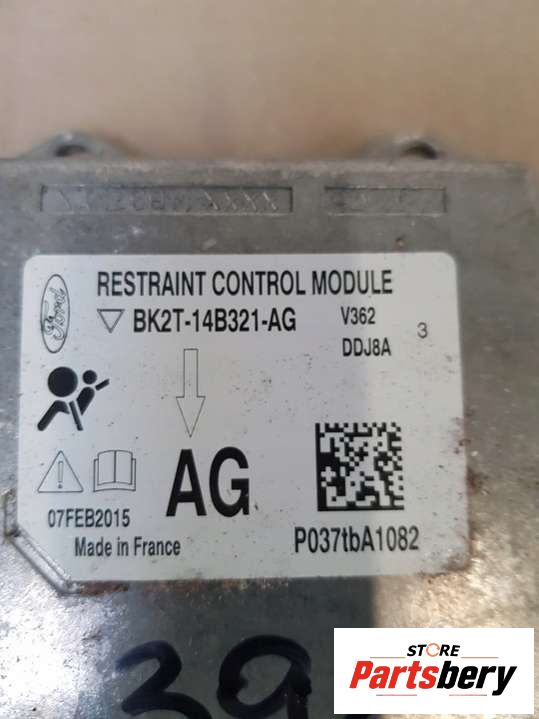 RESTRAINT CONTROL MODULE
Ford
BK2T-14B321-AG
V362
DDJ8A
3
AG
07FEB2015
Made in France
P037tbA1082
39
STORE
Partsbery